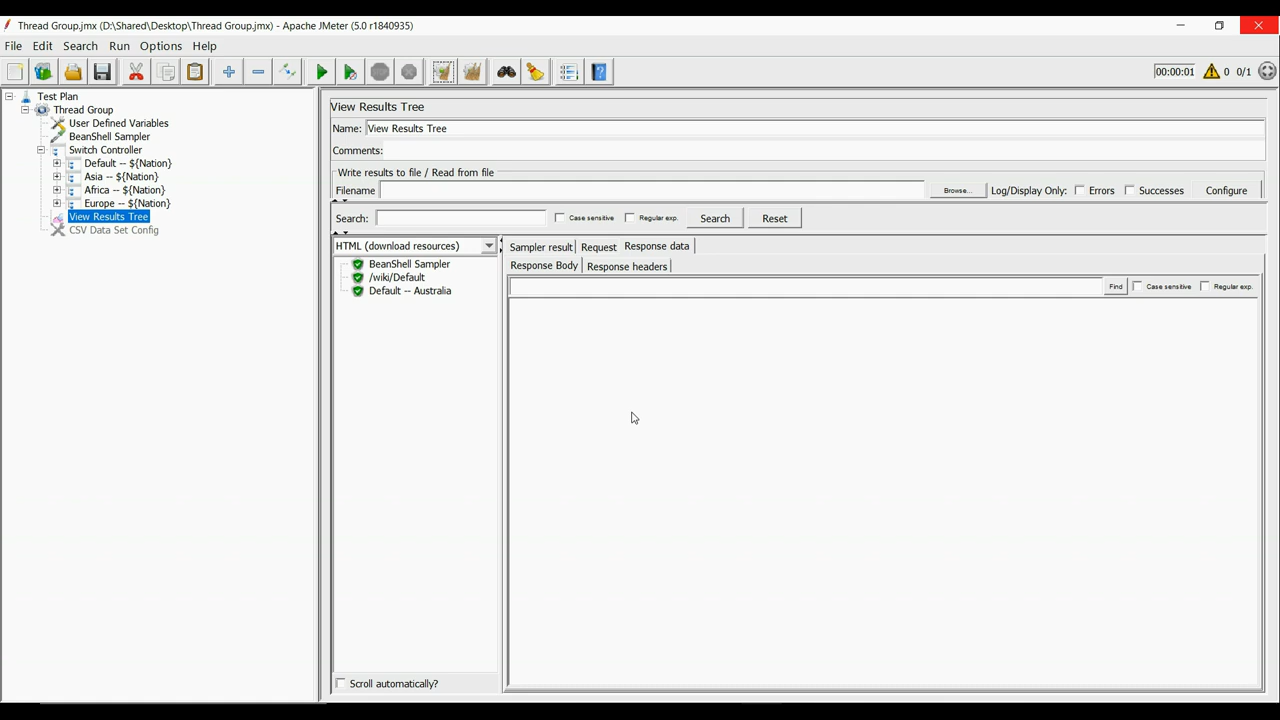 Thread Group.jmx (D:\Shared\Desktop\Thread Group.jmx) - Apache JMeter (5.0 r1840935)
File Edit Search Run Options Help
00:00:01 0 0/1
Test Plan
Thread Group
User Defined Variables
BeanShell Sampler
Switch Controller
Default -- ${Nation}
Asia -- ${Nation}
Africa -- ${Nation}
Europe -- ${Nation}
View Results Tree
CSV Data Set Config
View Results Tree
Name: View Results Tree
Comments:
Write results to file / Read from file
Filename Browse... Log/Display Only: Errors Successes Configure
Search: Case sensitive Regular exp. Search Reset
HTML (download resources)
BeanShell Sampler
/wiki/Default
Default -- Australia
Scroll automatically?
Sampler result Request Response data
Response Body Response headers
Find Case sensitive Regular exp.